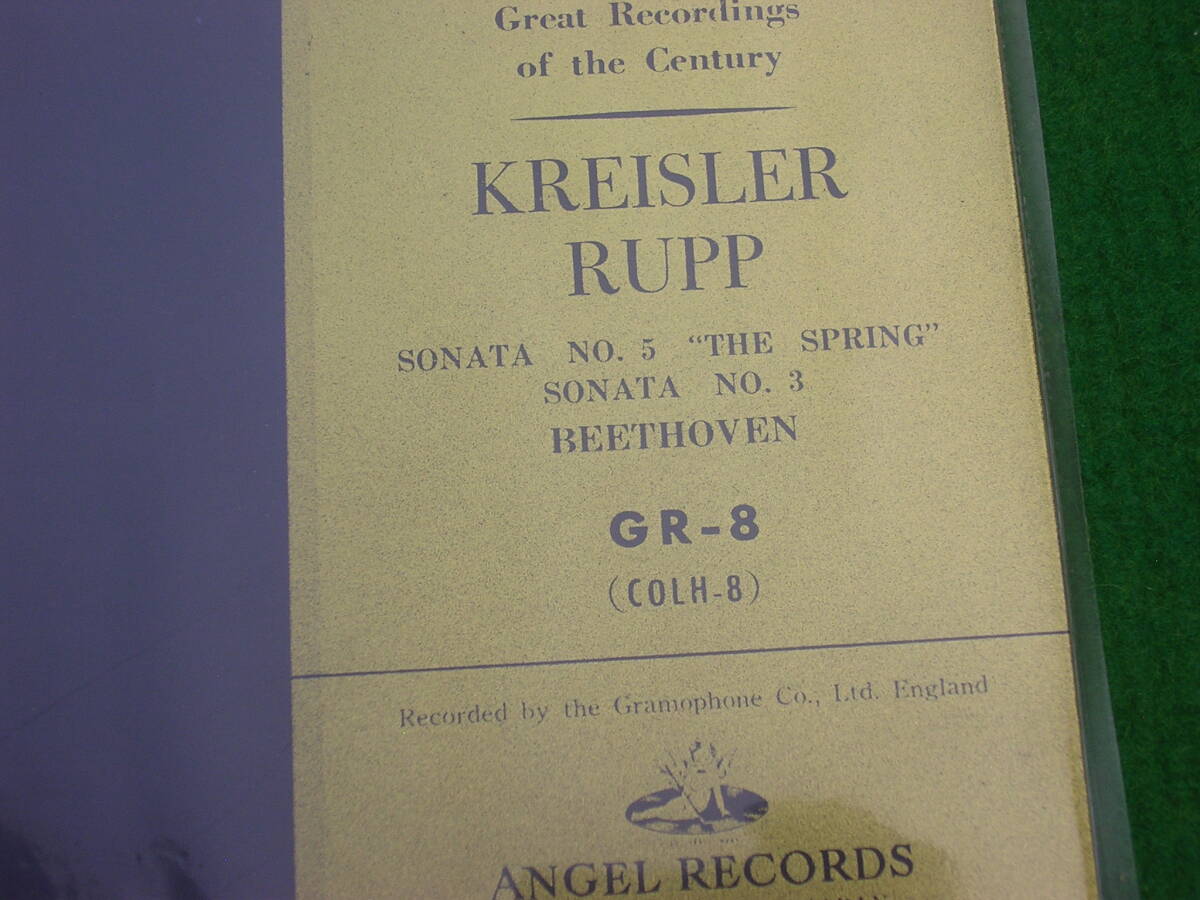 Great Recordings
of the Century
KREISLER
RUPP
SONATA NO. 5 “THE SPRING”
SONATA NO. 3
BEETHOVEN
GR-8
(COLH-8)
Recorded by the Gramophone Co., Ltd. England
ANGEL RECORDS